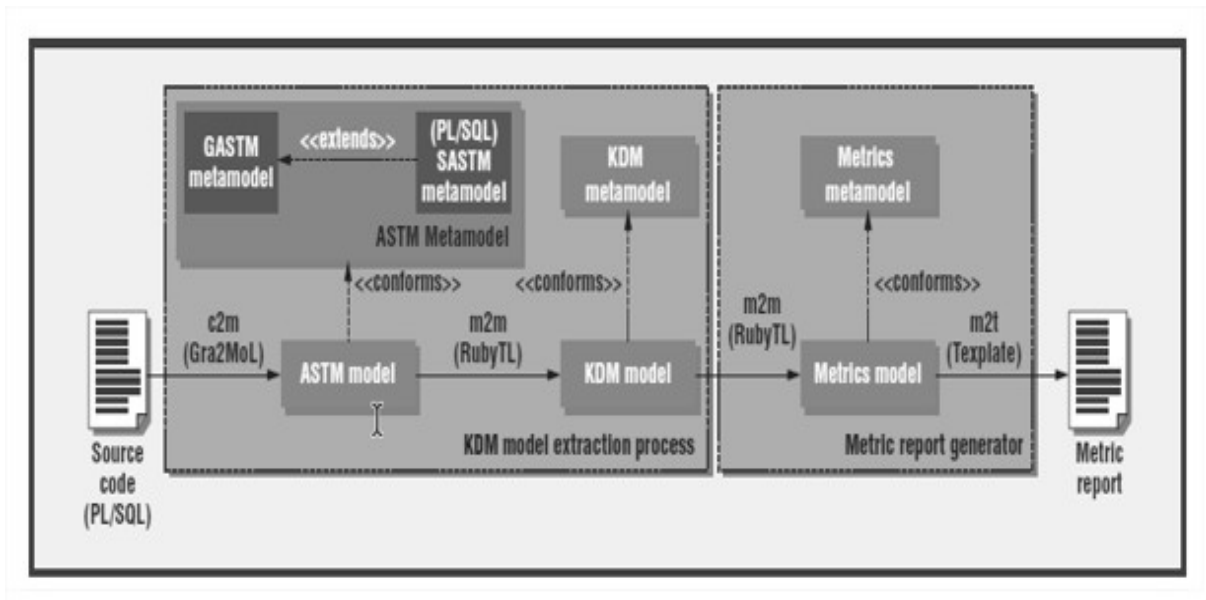 GASTM
metamodel
<<extends>>
(PL/SQL)
SASTM
metamodel
ASTM Metamodel
KDM
metamodel
Metrics
metamodel
<<conforms>>
<<conforms>>
<<conforms>>
c2m
(Gra2MoL)
m2m
(RubyTL)
m2m
(RubyTL)
m2t
(Texplate)
ASTM model
KDM model
Metrics model
KDM model extraction process
Metric report generator
Source
code
(PL/SQL)
Metric
report